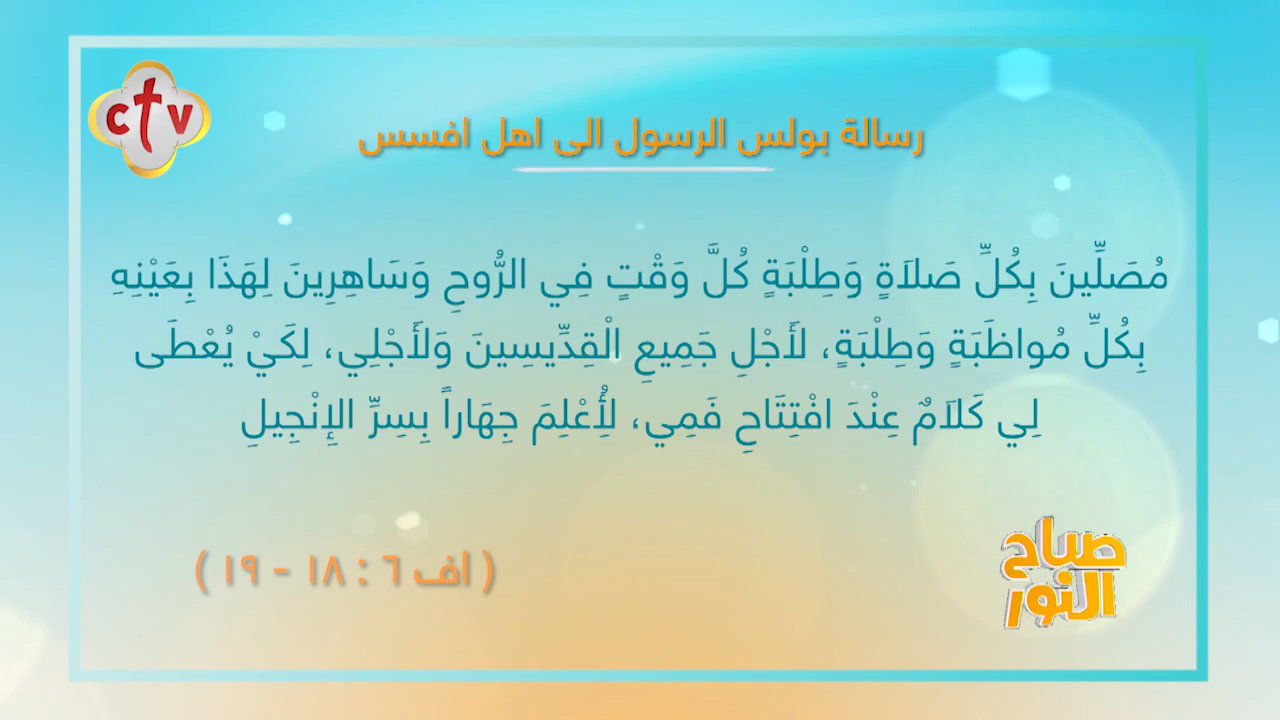 ctv
رسالة بولس الرسول الى اهل افسس
مُصَلِّينَ بِكُلِّ صَلاَةٍ وَطِلْبَةٍ كُلَّ وَقْتٍ فِي الرُّوحِ وَسَاهِرِينَ لِهَذَا بِعَيْنِهِ
بِكُلِّ مُواظَبَةٍ وَطِلْبَةٍ، لأَجْلِ جَمِيعِ الْقِدِّيسِينَ وَلأَجْلِي، لِكَيْ يُعْطَى
لِي كَلاَمٌ عِنْدَ افْتِتَاحِ فَمِي، لأُعْلِمَ جِهَاراً بِسِرِّ الإِنْجِيلِ
( اف ٦ : ١٨ - ١٩ )
صباح
النور